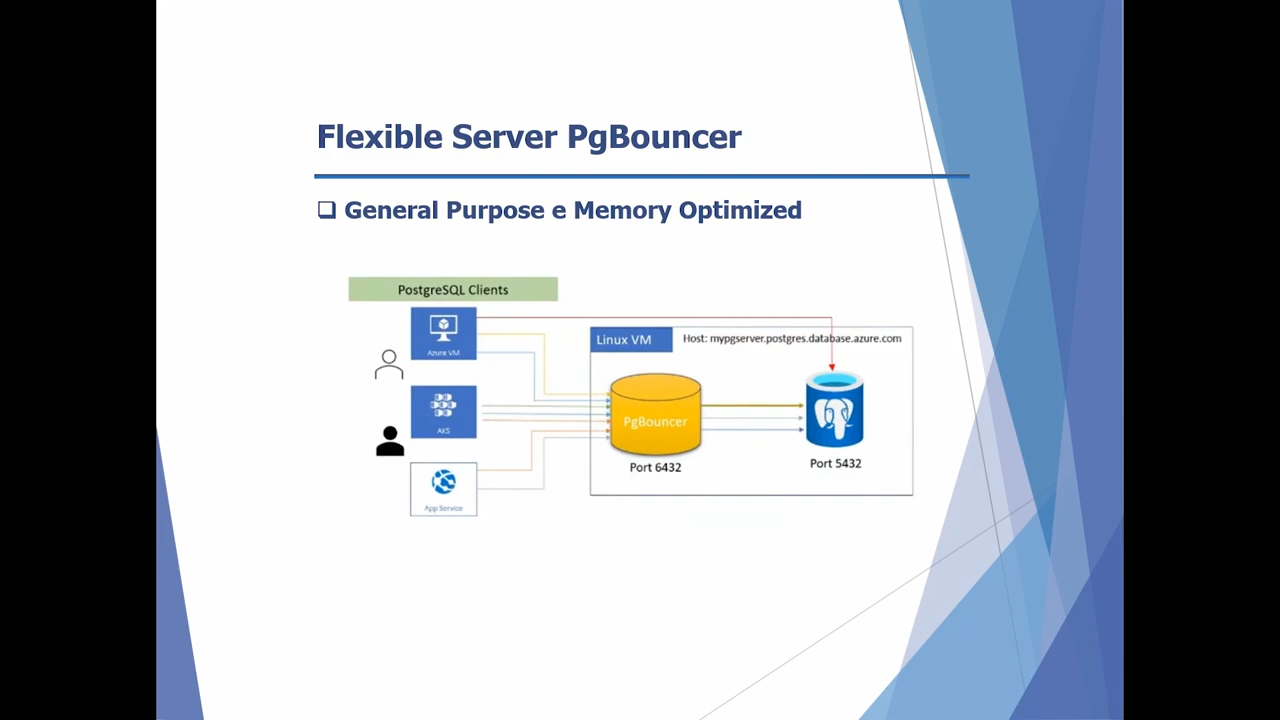 Flexible Server PgBouncer
General Purpose e Memory Optimized
PostgreSQL Clients
Azure VM
AKS
App Service
Linux VM
Host: mypgserver.postgres.database.azure.com
PgBouncer
Port 6432
Port 5432